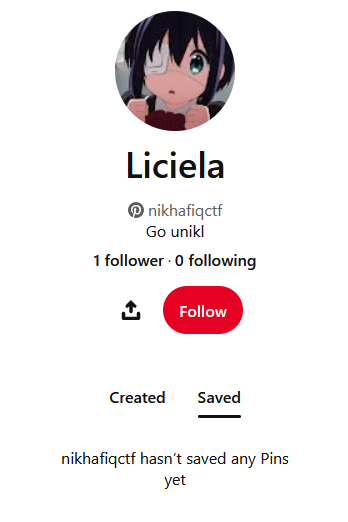 Liciela
nikhafiqctf
Go unikl
1 follower · 0 following
Follow
Created Saved
nikhafiqctf hasn't saved any Pins
yet